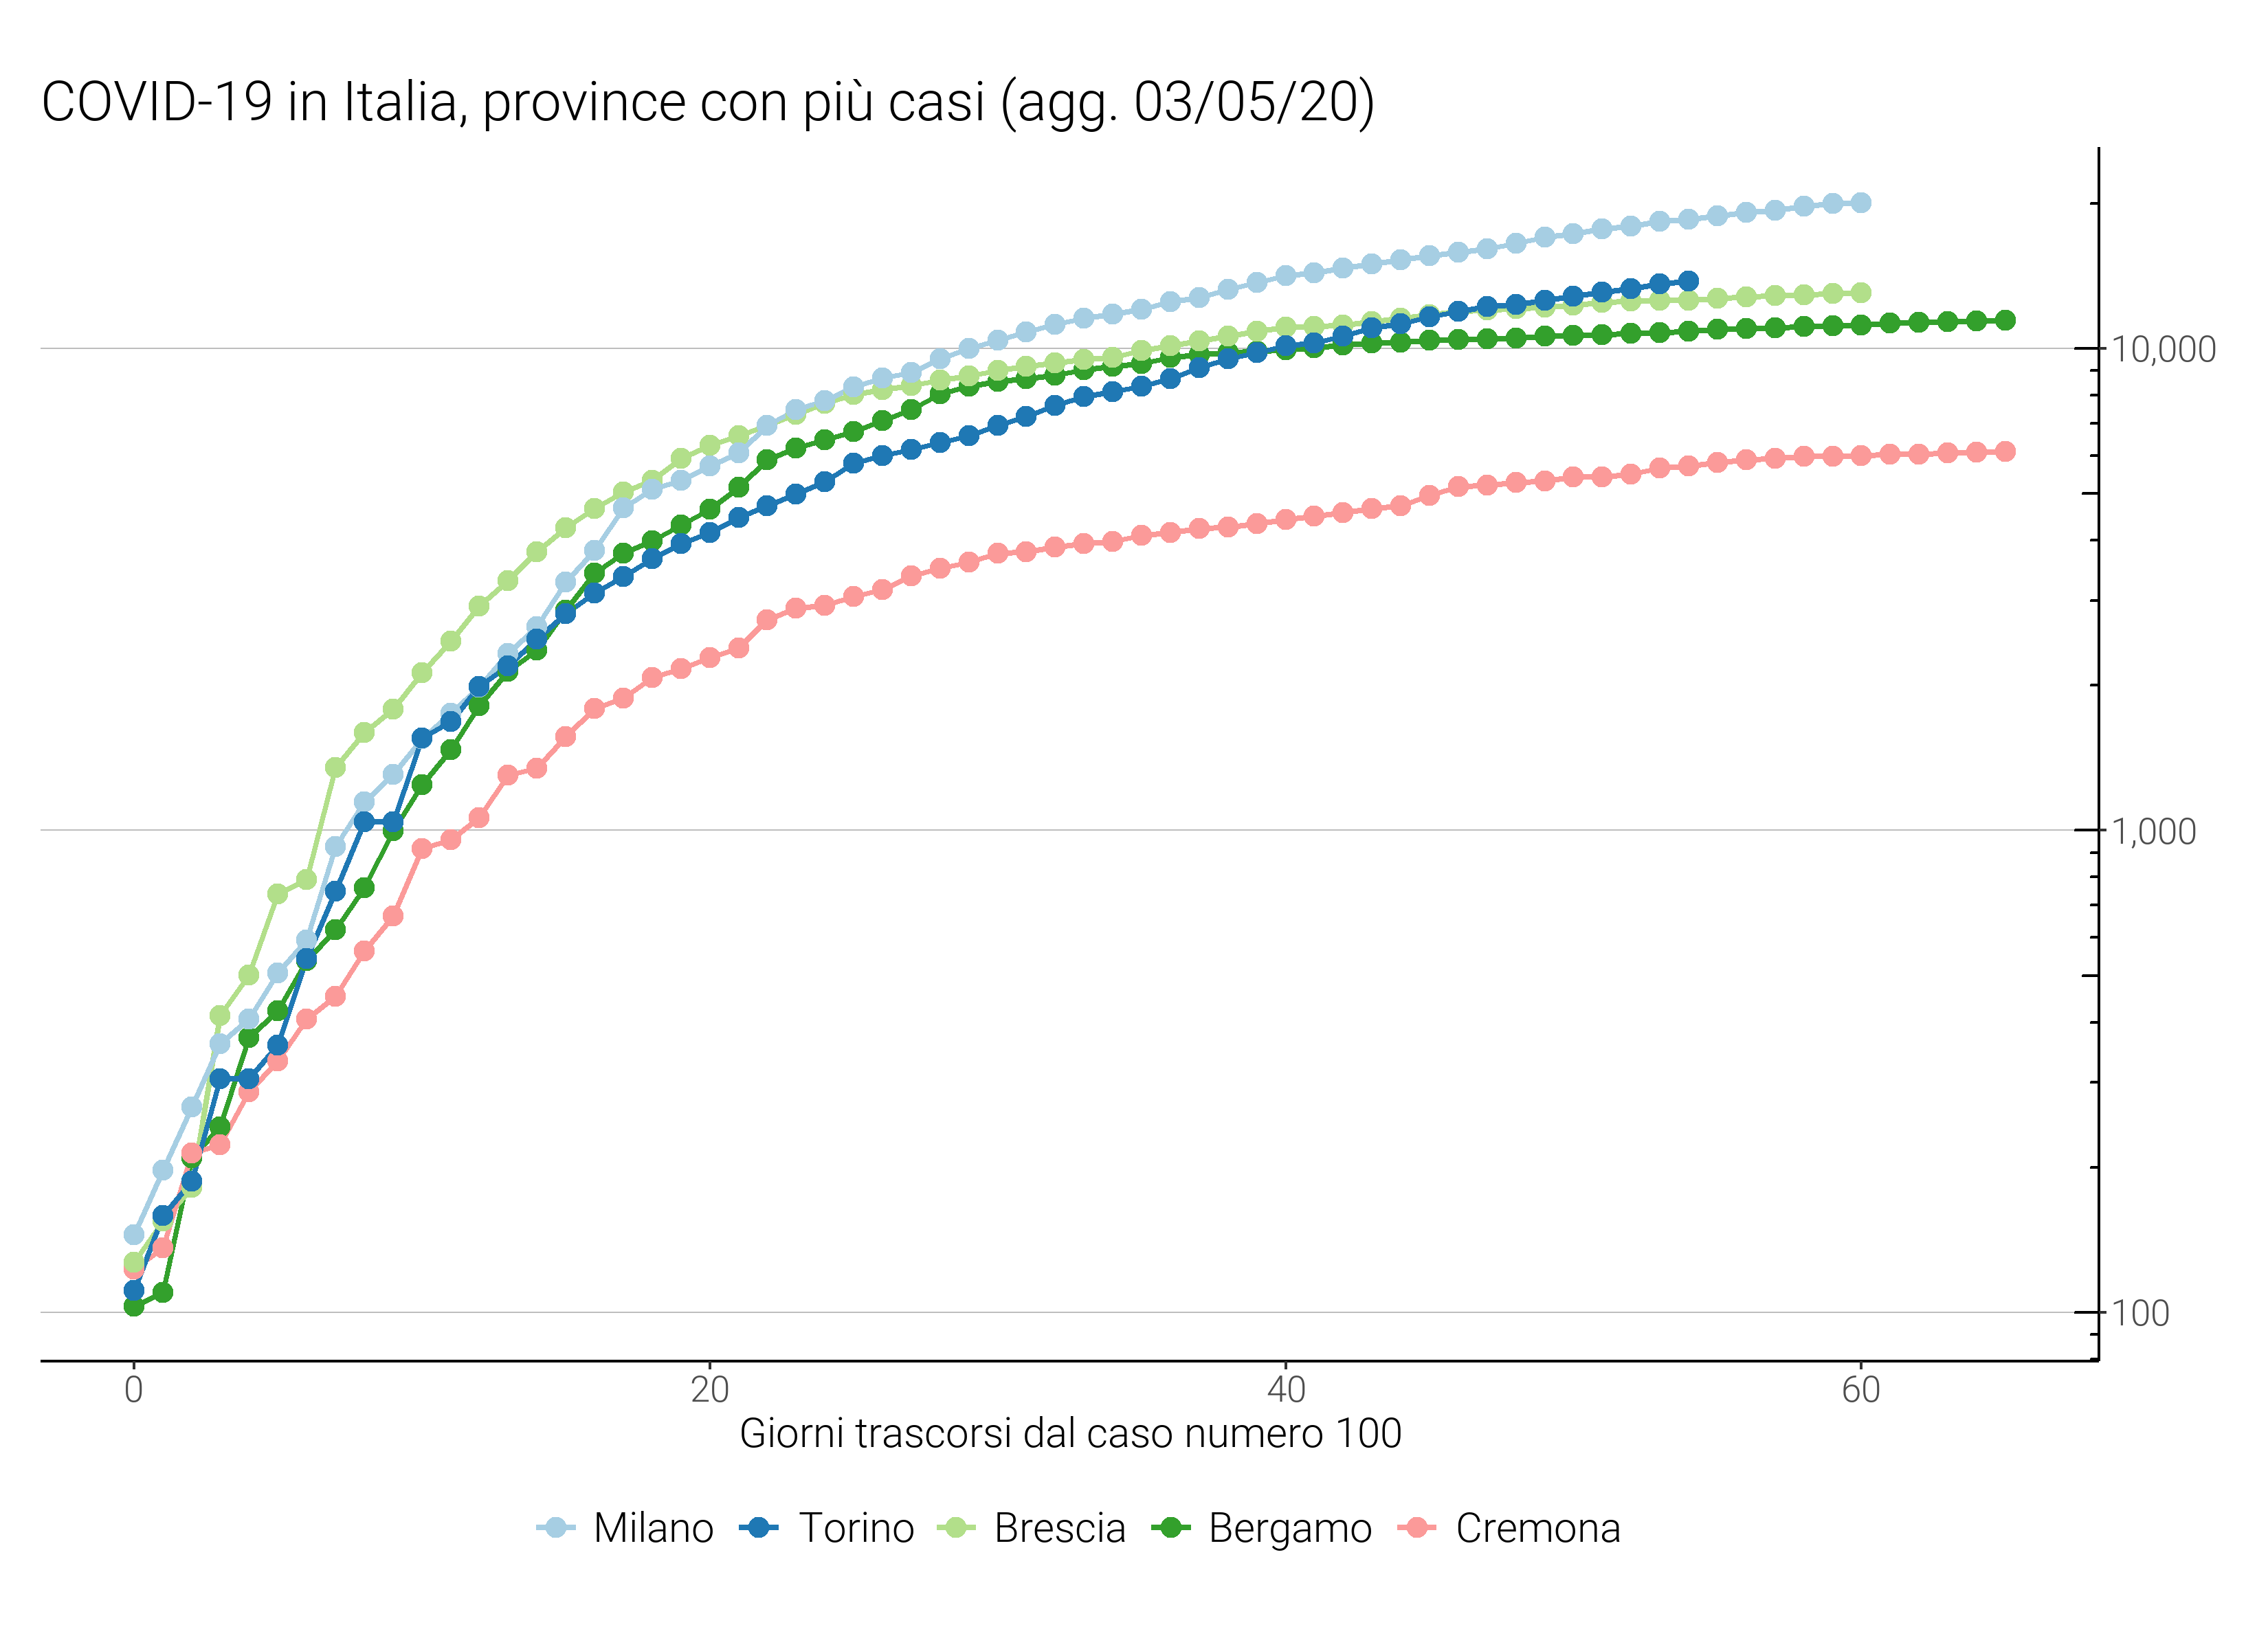 COVID-19 in Italia, province con più casi (agg. 03/05/20)
10,000
1,000
100
0 20 40 60
Giorni trascorsi dal caso numero 100
Milano Torino Brescia Bergamo Cremona